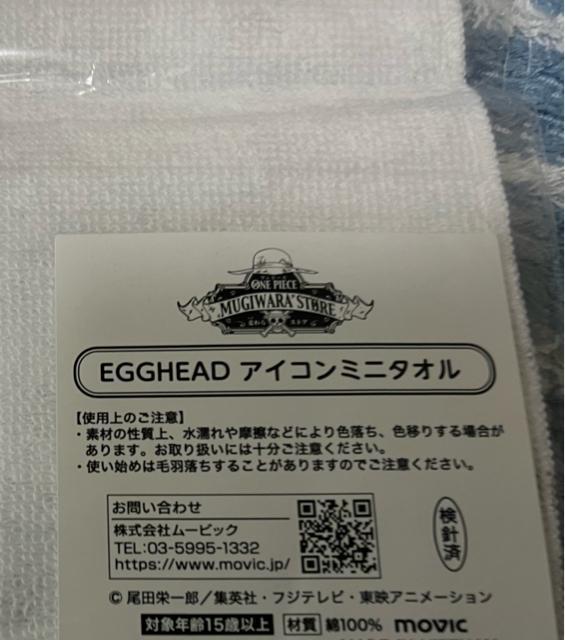 ONE PIECE
MUGIWARA STORE
麦わら ストア
EGGHEAD アイコンミニタオル
【使用上のご注意】
・素材の性質上、水濡れや摩擦などにより色落ち、色移りする場合が
あります。お取り扱いには十分ご注意ください。
・使い始めは毛羽落ちすることがありますのでご注意ください。
お問い合わせ
株式会社ムービック
TEL:03-5995-1332
https://www.movic.jp/
検針済
© 尾田栄一郎／集英社・フジテレビ・東映アニメーション
対象年齢15歳以上 材質 綿100% movic